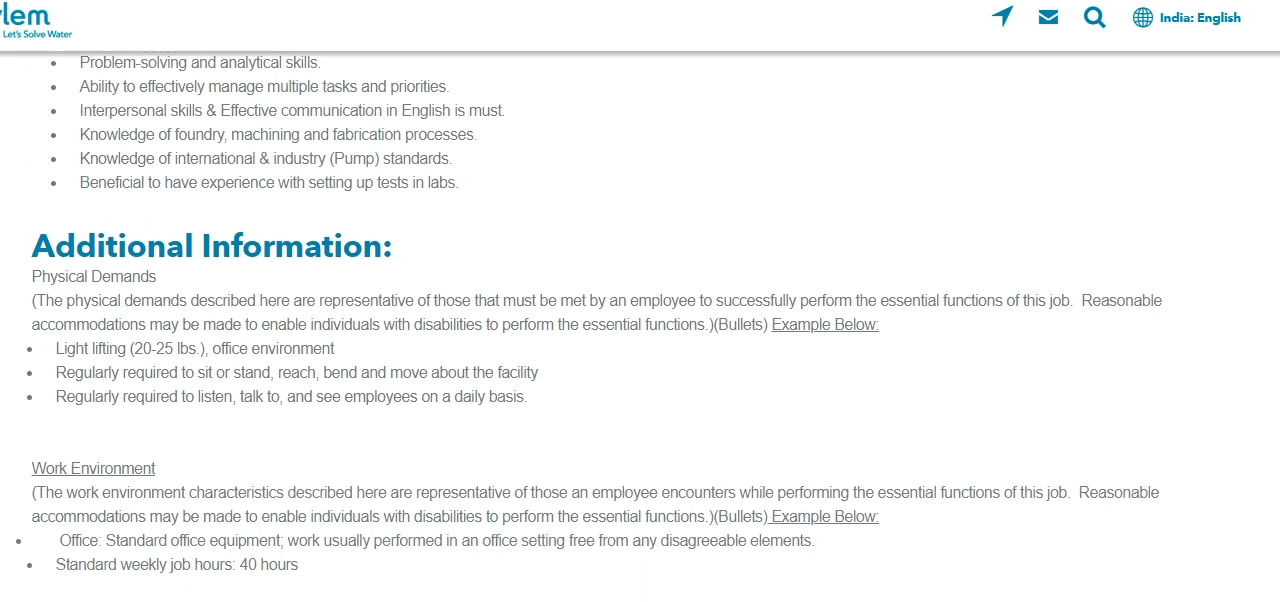 ylem
Let's Solve Water
India: English
• Problem-solving and analytical skills.
• Ability to effectively manage multiple tasks and priorities.
• Interpersonal skills & Effective communication in English is must.
• Knowledge of foundry, machining and fabrication processes.
• Knowledge of international & industry (Pump) standards.
• Beneficial to have experience with setting up tests in labs.
Additional Information:
Physical Demands
(The physical demands described here are representative of those that must be met by an employee to successfully perform the essential functions of this job.  Reasonable
accommodations may be made to enable individuals with disabilities to perform the essential functions.)(Bullets) Example Below:
• Light lifting (20-25 lbs.), office environment
• Regularly required to sit or stand, reach, bend and move about the facility
• Regularly required to listen, talk to, and see employees on a daily basis.
Work Environment
(The work environment characteristics described here are representative of those an employee encounters while performing the essential functions of this job.  Reasonable
accommodations may be made to enable individuals with disabilities to perform the essential functions.)(Bullets) Example Below:
• Office: Standard office equipment; work usually performed in an office setting free from any disagreeable elements.
• Standard weekly job hours: 40 hours